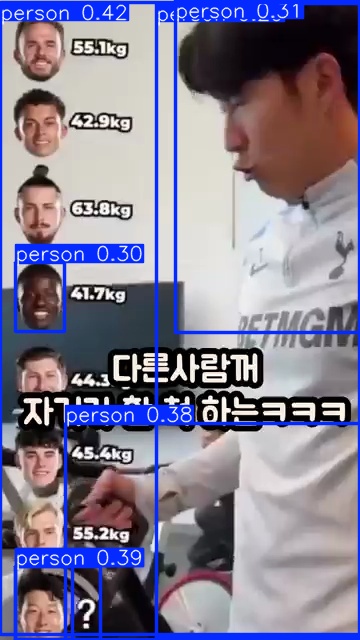 person 0.42
person 0.31
55.1kg
42.9kg
63.8kg
person 0.30
41.7kg
BETMGM
다른사람꺼
하는ㅋㅋㅋ
person 0.38
45.4kg
55.2kg
person 0.39
?